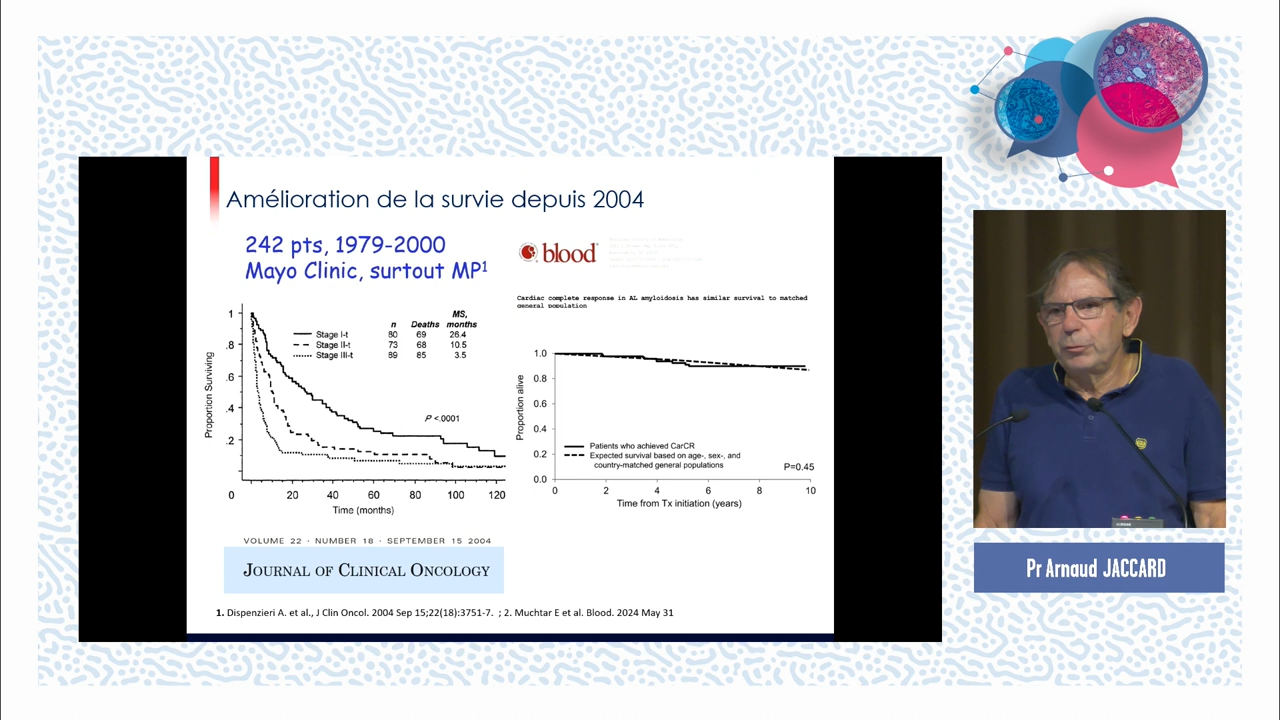 Amélioration de la survie depuis 2004
242 pts, 1979-2000
Mayo Clinic, surtout MP1
blood
Cardiac complete response in AL amyloidosis has similar survival to matched
general population
Proportion Surviving
1
.8
.6
.4
.2
0 20 40 60 80 100 120
Time (months)
n Deaths MS, months
Stage I-t 80 69 26.4
Stage II-t 73 68 10.5
Stage III-t 89 85 3.5
P <.0001
Proportion alive
1.0
0.8
0.6
0.4
0.2
0.0
Patients who achieved CarCR
Expected survival based on age-, sex-, and
country-matched general populations
P=0.45
0 2 4 6 8 10
Time from Tx initiation (years)
VOLUME 22 · NUMBER 18 · SEPTEMBER 15 2004
JOURNAL OF CLINICAL ONCOLOGY
1. Dispenzieri A. et al., J Clin Oncol. 2004 Sep 15;22(18):3751-7. ; 2. Muchtar E et al. Blood. 2024 May 31
Pr Arnaud JACCARD